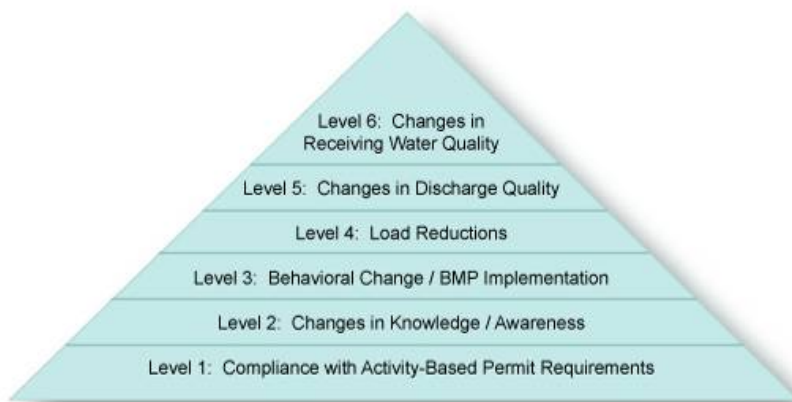 Level 6: Changes in
Receiving Water Quality
Level 5: Changes in Discharge Quality
Level 4: Load Reductions
Level 3: Behavioral Change / BMP Implementation
Level 2: Changes in Knowledge / Awareness
Level 1: Compliance with Activity-Based Permit Requirements